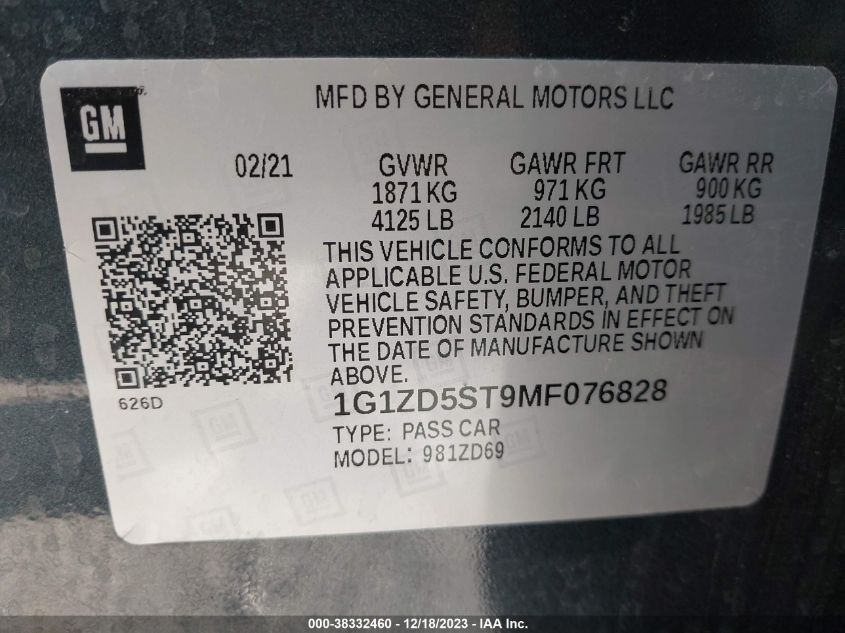 GM
MFD BY GENERAL MOTORS LLC
02/21
GVWR GAWR FRT GAWR RR
1871 KG 971 KG 900 KG
4125 LB 2140 LB 1985 LB
THIS VEHICLE CONFORMS TO ALL
APPLICABLE U.S. FEDERAL MOTOR
VEHICLE SAFETY, BUMPER, AND THEFT
PREVENTION STANDARDS IN EFFECT ON
THE DATE OF MANUFACTURE SHOWN
ABOVE.
626D
1G1ZD5ST9MF076828
TYPE: PASS CAR
MODEL: 981ZD69
000-38332460 - 12/18/2023 - IAA Inc.